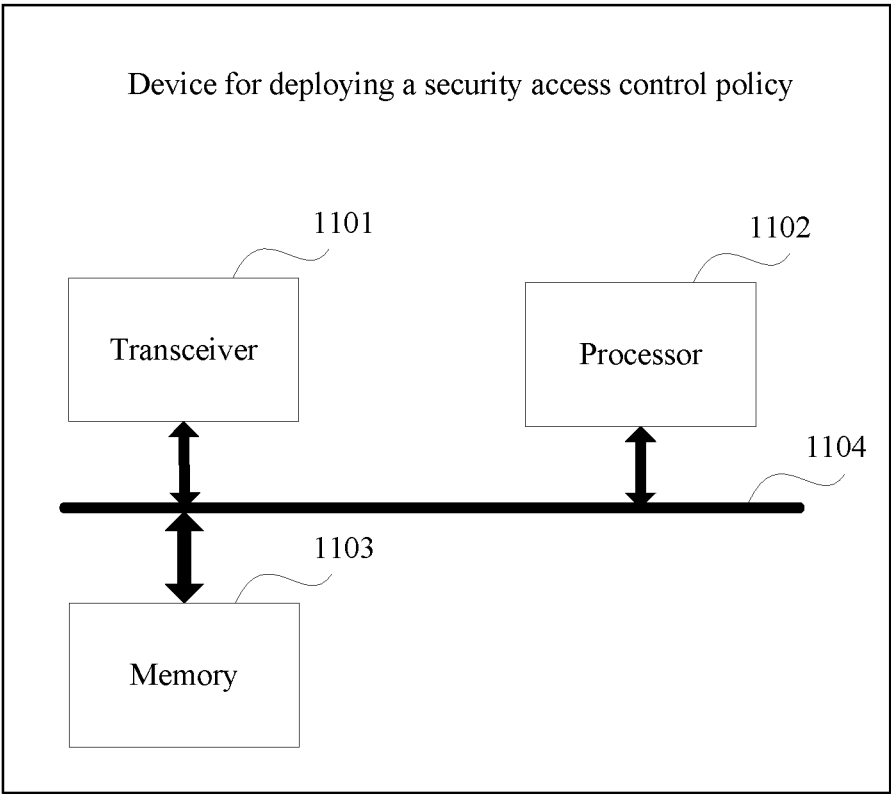 Device for deploying a security access control policy
1101
1102
Transceiver
Processor
1104
1103
Memory